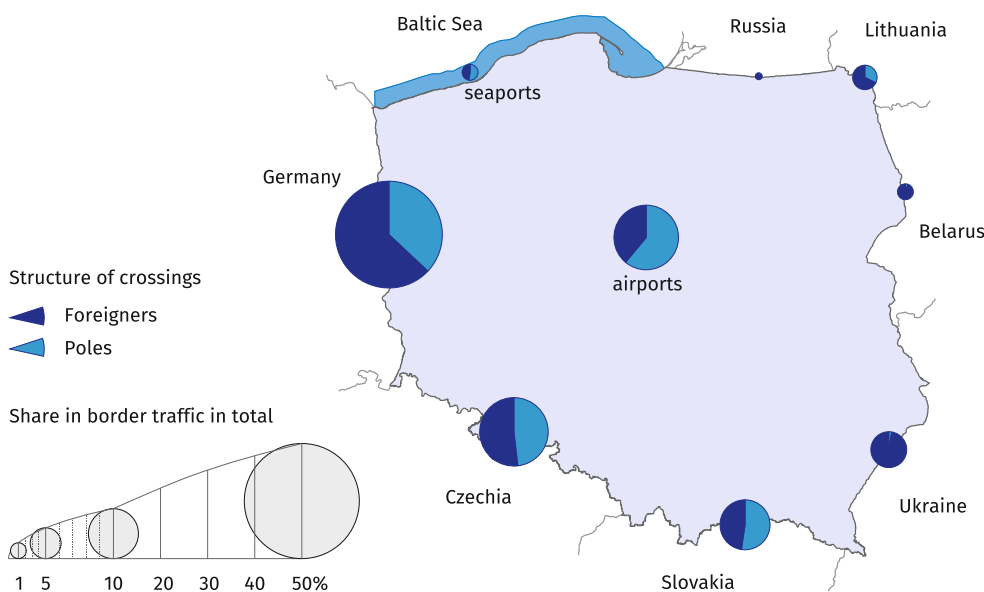 Baltic Sea
Russia
Lithuania
seaports
Germany
Belarus
airports
Structure of crossings
Foreigners
Poles
Share in border traffic in total
Czechia
Ukraine
Slovakia
1 5 10 20 30 40 50%